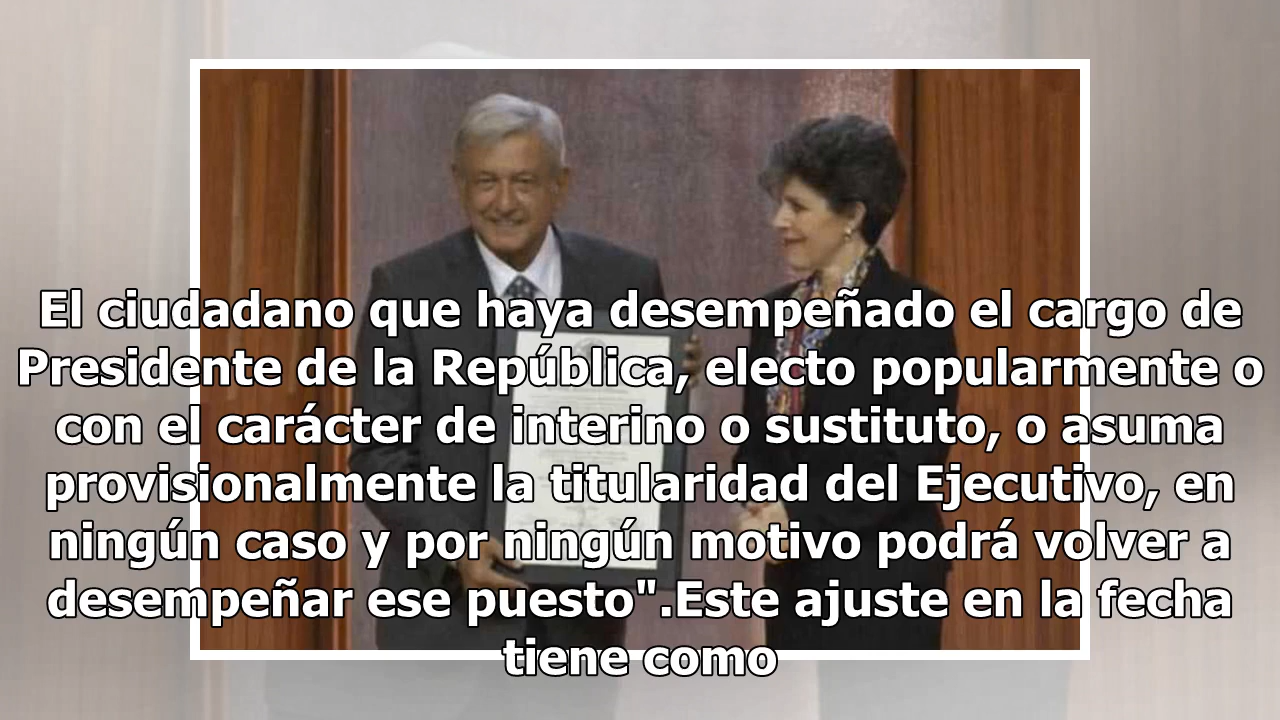 El ciudadano que haya desempeñado el cargo de
Presidente de la República, electo popularmente o
con el carácter de interino o sustituto, o asuma
provisionalmente la titularidad del Ejecutivo, en
ningún caso y por ningún motivo podrá volver a
desempeñar ese puesto".Este ajuste en la fecha
tiene como